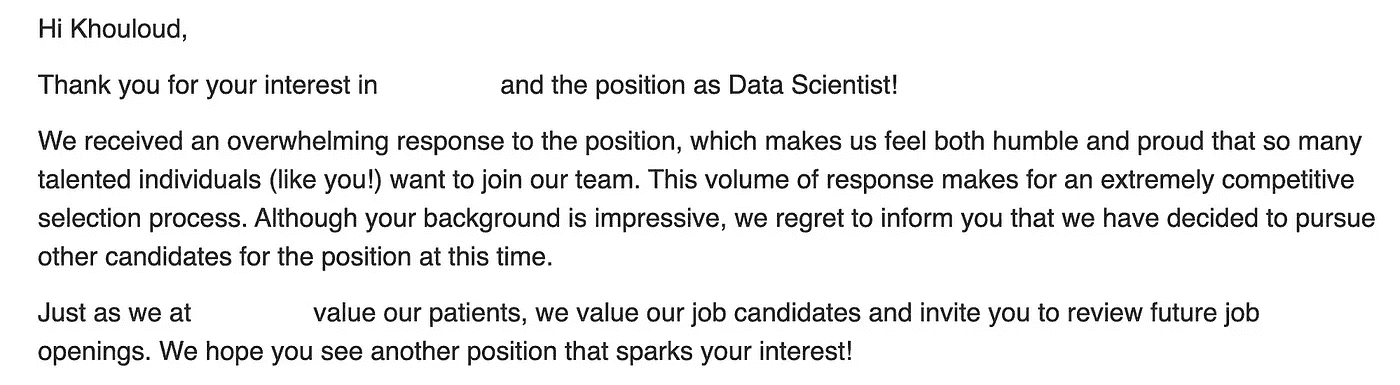 Hi Khouloud,
Thank you for your interest in and the position as Data Scientist!
We received an overwhelming response to the position, which makes us feel both humble and proud that so many
talented individuals (like you!) want to join our team. This volume of response makes for an extremely competitive
selection process. Although your background is impressive, we regret to inform you that we have decided to pursue
other candidates for the position at this time.
Just as we at value our patients, we value our job candidates and invite you to review future job
openings. We hope you see another position that sparks your interest!